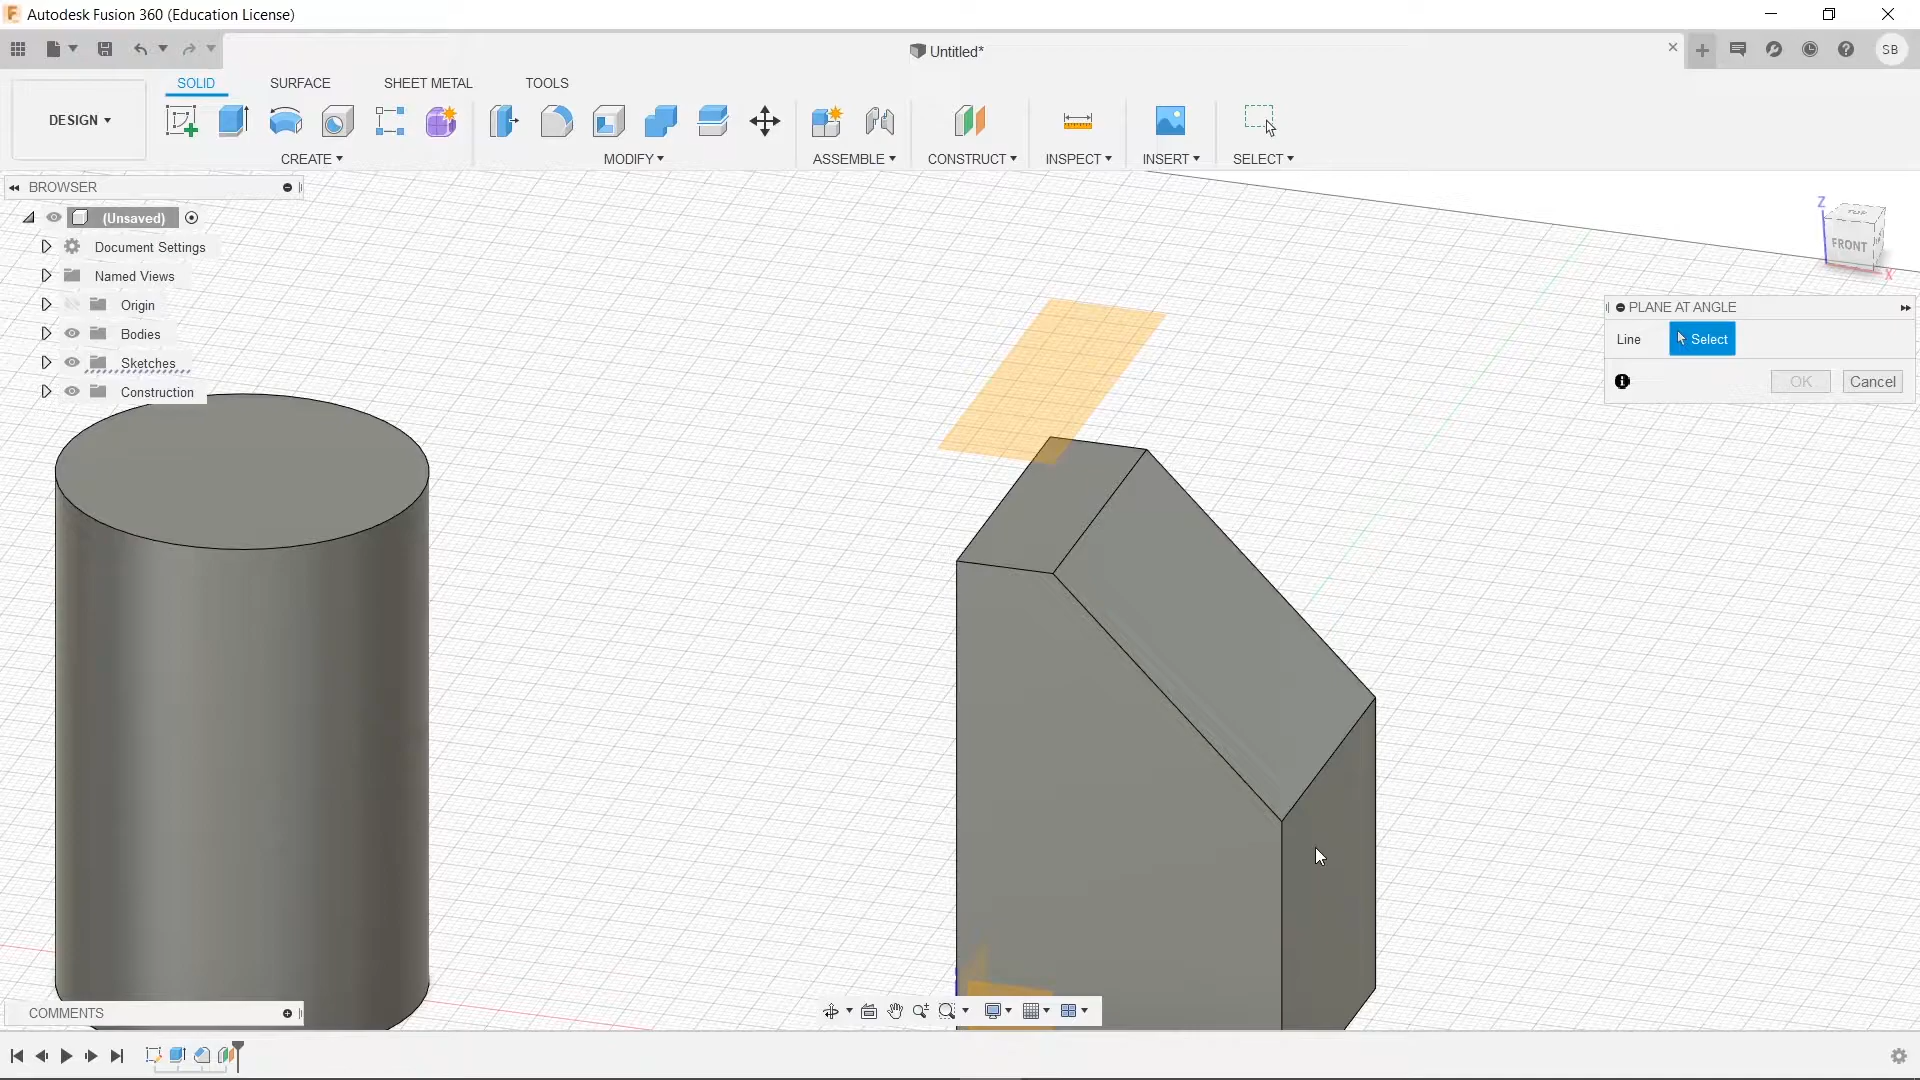 Autodesk Fusion 360 (Education License)
Untitled*
SB
DESIGN
SOLID
SURFACE
SHEET METAL
TOOLS
CREATE
MODIFY
ASSEMBLE
CONSTRUCT
INSPECT
INSERT
SELECT
BROWSER
(Unsaved)
Document Settings
Named Views
Origin
Bodies
Sketches
Construction
Z
TOP
FRONT
X
PLANE AT ANGLE
Line
Select
OK
Cancel
COMMENTS